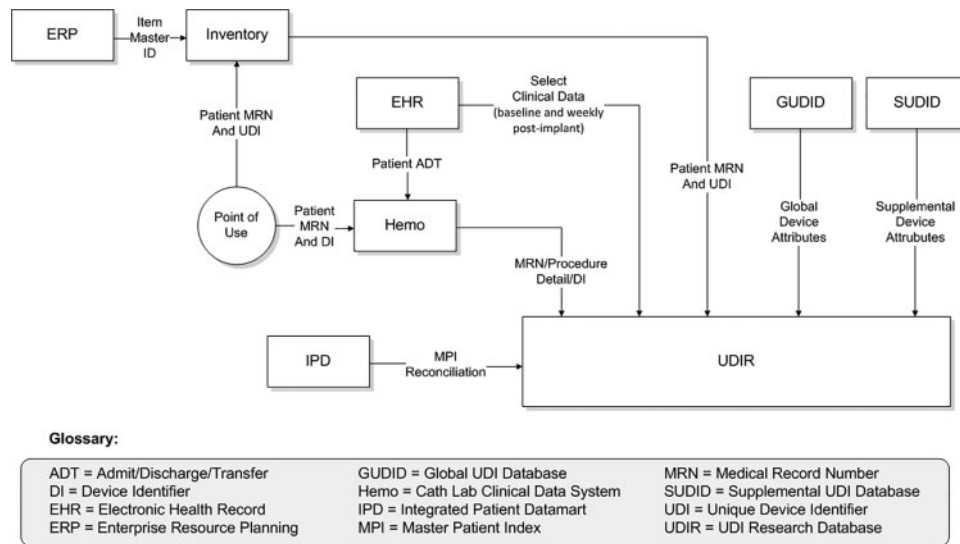 ERP
Item
Master
ID
Inventory
Patient MRN
And UDI
EHR
Select
Clinical Data
(baseline and weekly
post-implant)
GUDID
SUDID
Patient ADT
Patient MRN
And UDI
Point of
Use
Patient
MRN
And DI
Hemo
Global
Device
Attributes
Supplemental
Device
Attrubutes
MRN/Procedure
Detail/DI
IPD
MPI
Reconciliation
UDIR
Glossary:
ADT = Admit/Discharge/Transfer
DI = Device Identifier
EHR = Electronic Health Record
ERP = Enterprise Resource Planning
GUDID = Global UDI Database
Hemo = Cath Lab Clinical Data System
IPD = Integrated Patient Datamart
MPI = Master Patient Index
MRN = Medical Record Number
SUDID = Supplemental UDI Database
UDI = Unique Device Identifier
UDIR = UDI Research Database